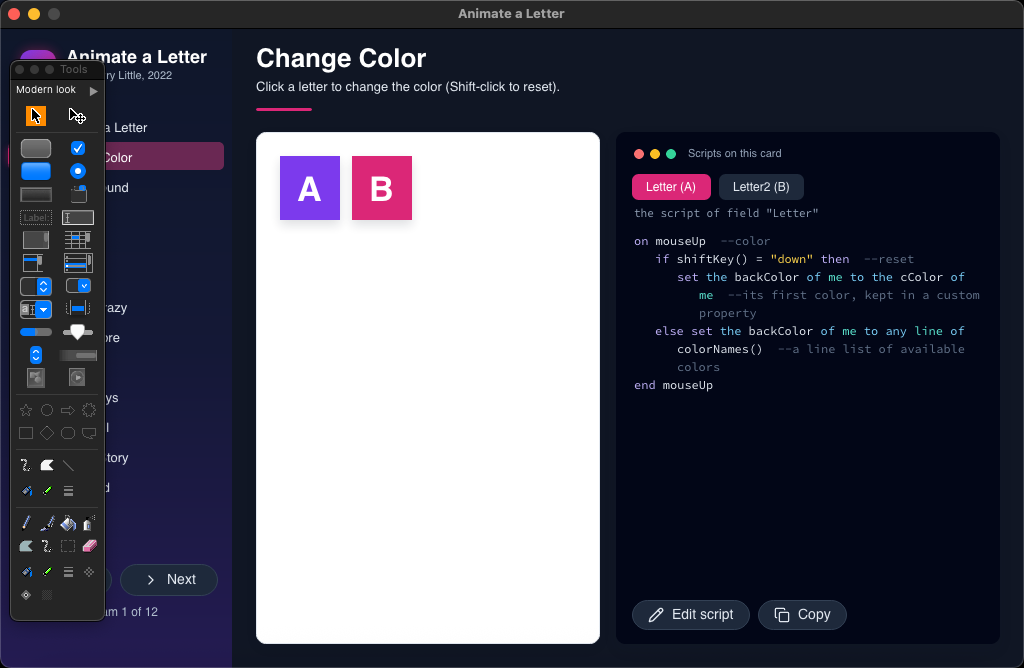 Animate a Letter
Animate a Letter
ry Little, 2022
Tools
Modern look
Label:
a Letter
Color
und
razy
ore
ys
l
tory
d
Next
am 1 of 12
Change Color
Click a letter to change the color (Shift-click to reset).
A B
Scripts on this card
Letter (A) Letter2 (B)
the script of field "Letter"
on mouseUp --color
if shiftKey() = "down" then --reset
set the backColor of me to the cColor of
me --its first color, kept in a custom
property
else set the backColor of me to any line of
colorNames() --a line list of available
colors
end mouseUp
Edit script Copy